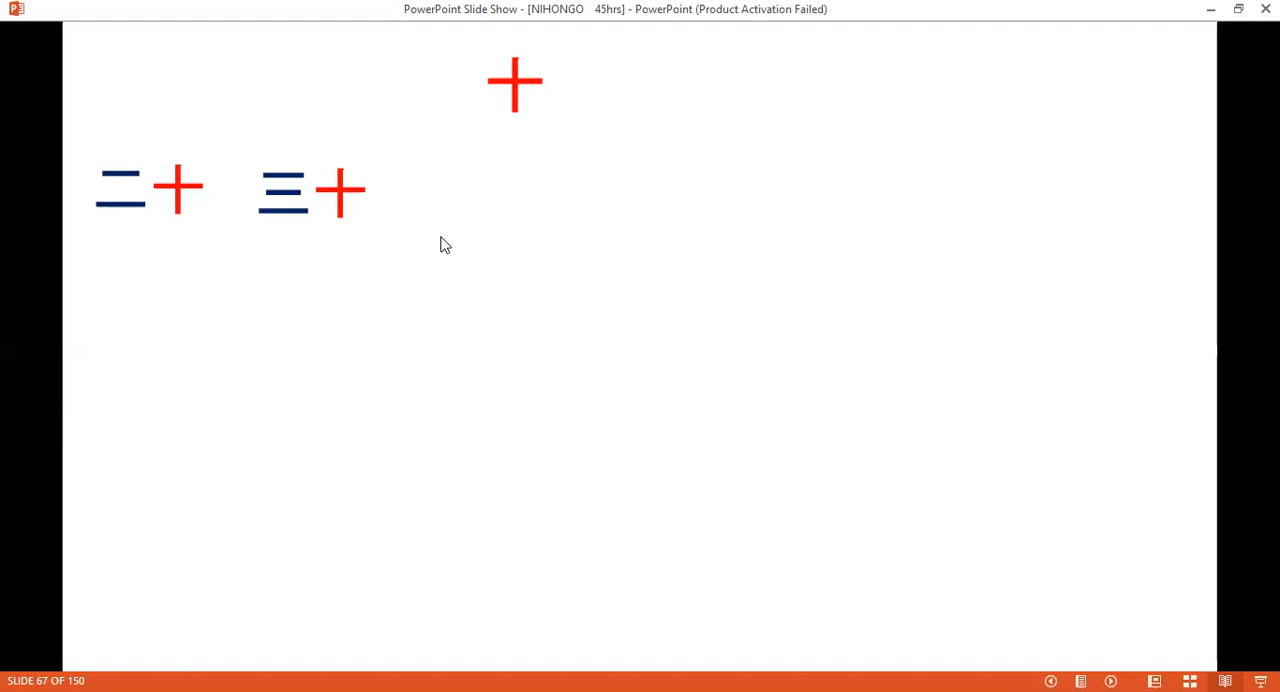 PowerPoint Slide Show - [NIHONGO 45hrs] - PowerPoint (Product Activation Failed)
十
二十 三十
SLIDE 67 OF 150